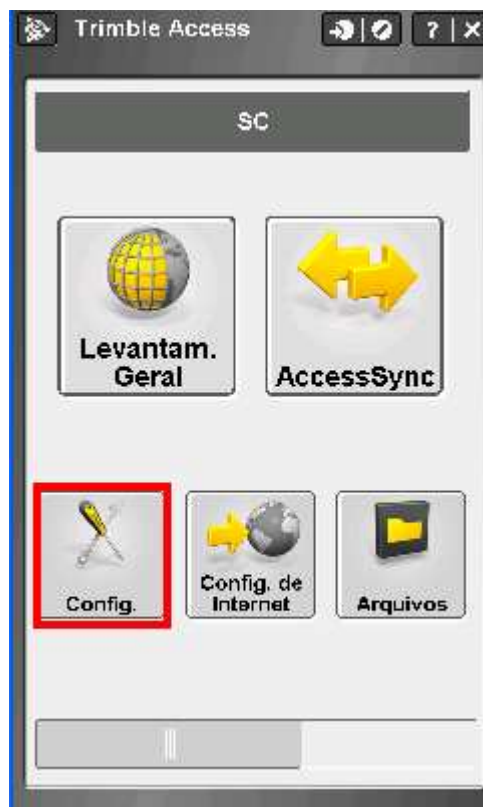 Trimble Access
? X
SC
Levantam.
Geral
AccessSync
Config.
Config. de
Internet
Arquivos